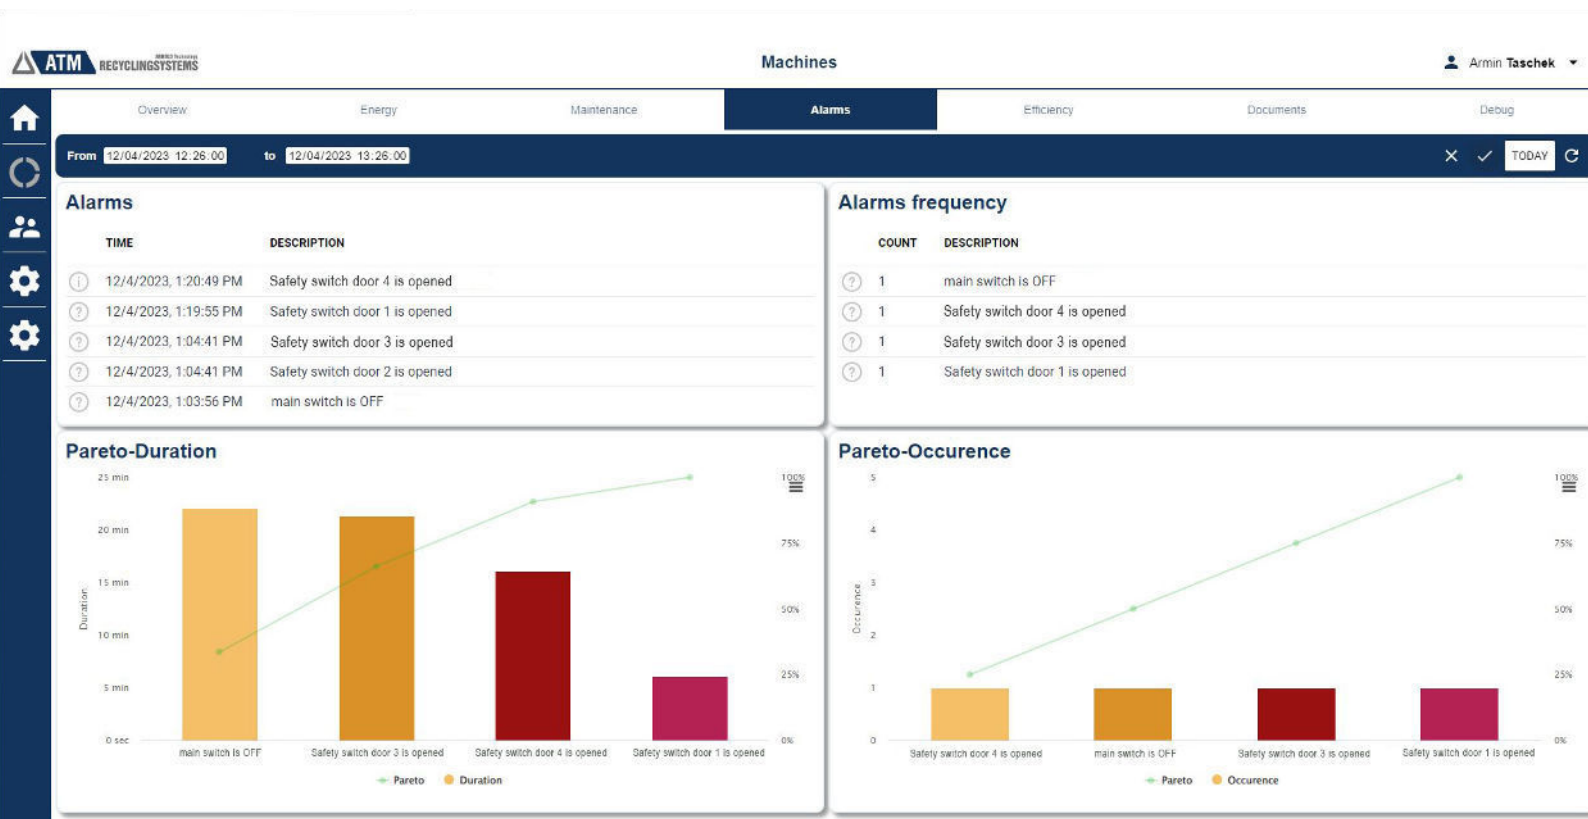 ATM RECYCLINGSYSTEMS
Machines
Armin Taschek
Overview Energy Maintenance Alarms Efficiency Documents Debug
From 12/04/2023 12:26:00 to 12/04/2023 13:26:00
TODAY
Alarms
TIME DESCRIPTION
12/4/2023, 1:20:49 PM Safety switch door 4 is opened
12/4/2023, 1:19:55 PM Safety switch door 1 is opened
12/4/2023, 1:04:41 PM Safety switch door 3 is opened
12/4/2023, 1:04:41 PM Safety switch door 2 is opened
12/4/2023, 1:03:56 PM main switch is OFF
Alarms frequency
COUNT DESCRIPTION
1 main switch is OFF
1 Safety switch door 4 is opened
1 Safety switch door 3 is opened
1 Safety switch door 1 is opened
Pareto-Duration
25 min
20 min
15 min
10 min
5 min
0 sec
Duration
100%
75%
50%
25%
0%
main switch is OFF
Safety switch door 3 is opened
Safety switch door 4 is opened
Safety switch door 1 is opened
Pareto Duration
Pareto-Occurence
5
4
3
2
1
0
Occurence
100%
75%
50%
25%
0%
Safety switch door 4 is opened
main switch is OFF
Safety switch door 3 is opened
Safety switch door 1 is opened
Pareto Occurence